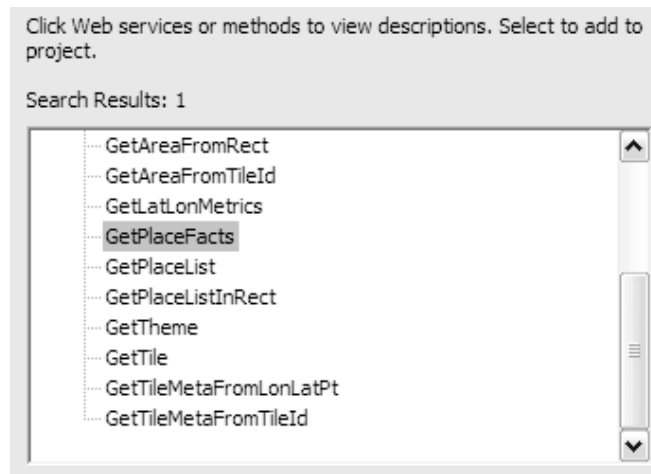 Click Web services or methods to view descriptions. Select to add to
project.
Search Results: 1
GetAreaFromRect
GetAreaFromTileId
GetLatLonMetrics
GetPlaceFacts
GetPlaceList
GetPlaceListInRect
GetTheme
GetTile
GetTileMetaFromLonLatPt
GetTileMetaFromTileId